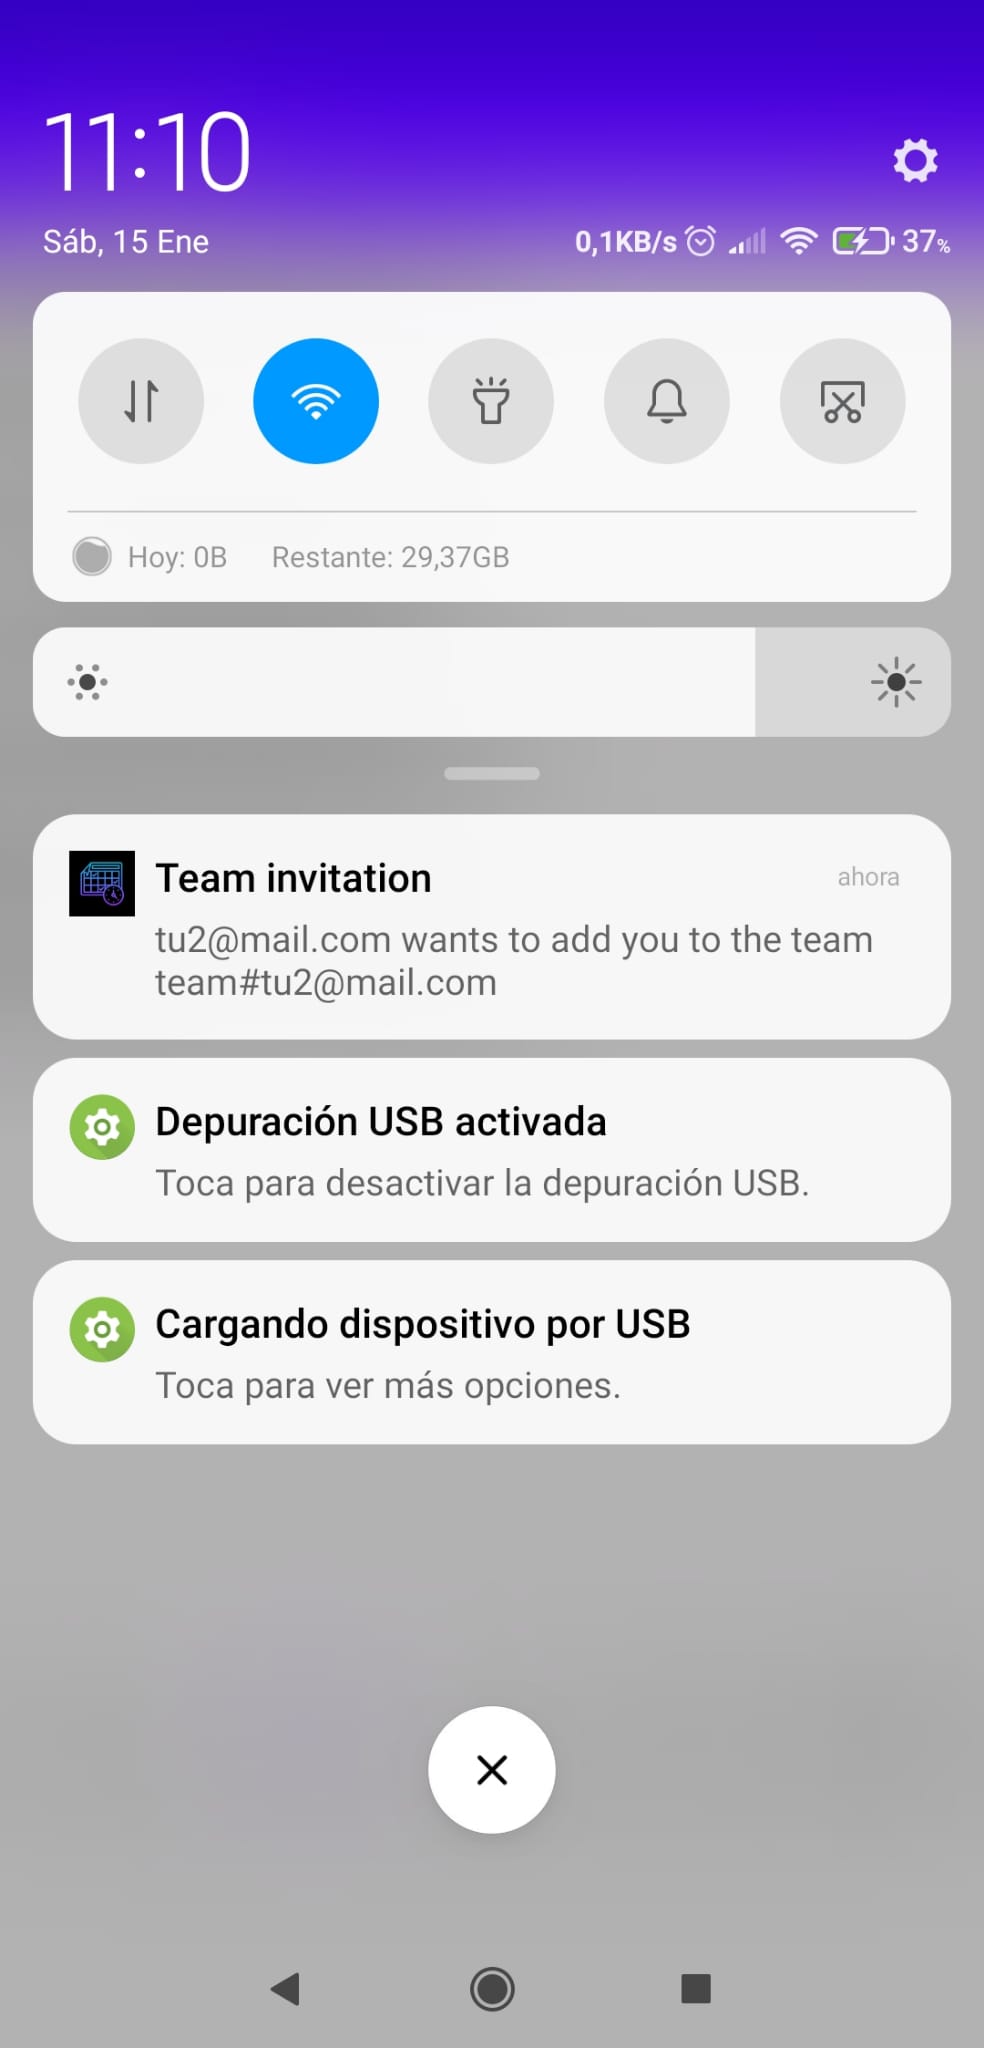 11:10
Sáb, 15 Ene
0,1KB/s 37%
Hoy: 0B Restante: 29,37GB
Team invitation ahora
tu2@mail.com wants to add you to the team
team#tu2@mail.com
Depuración USB activada
Toca para desactivar la depuración USB.
Cargando dispositivo por USB
Toca para ver más opciones.